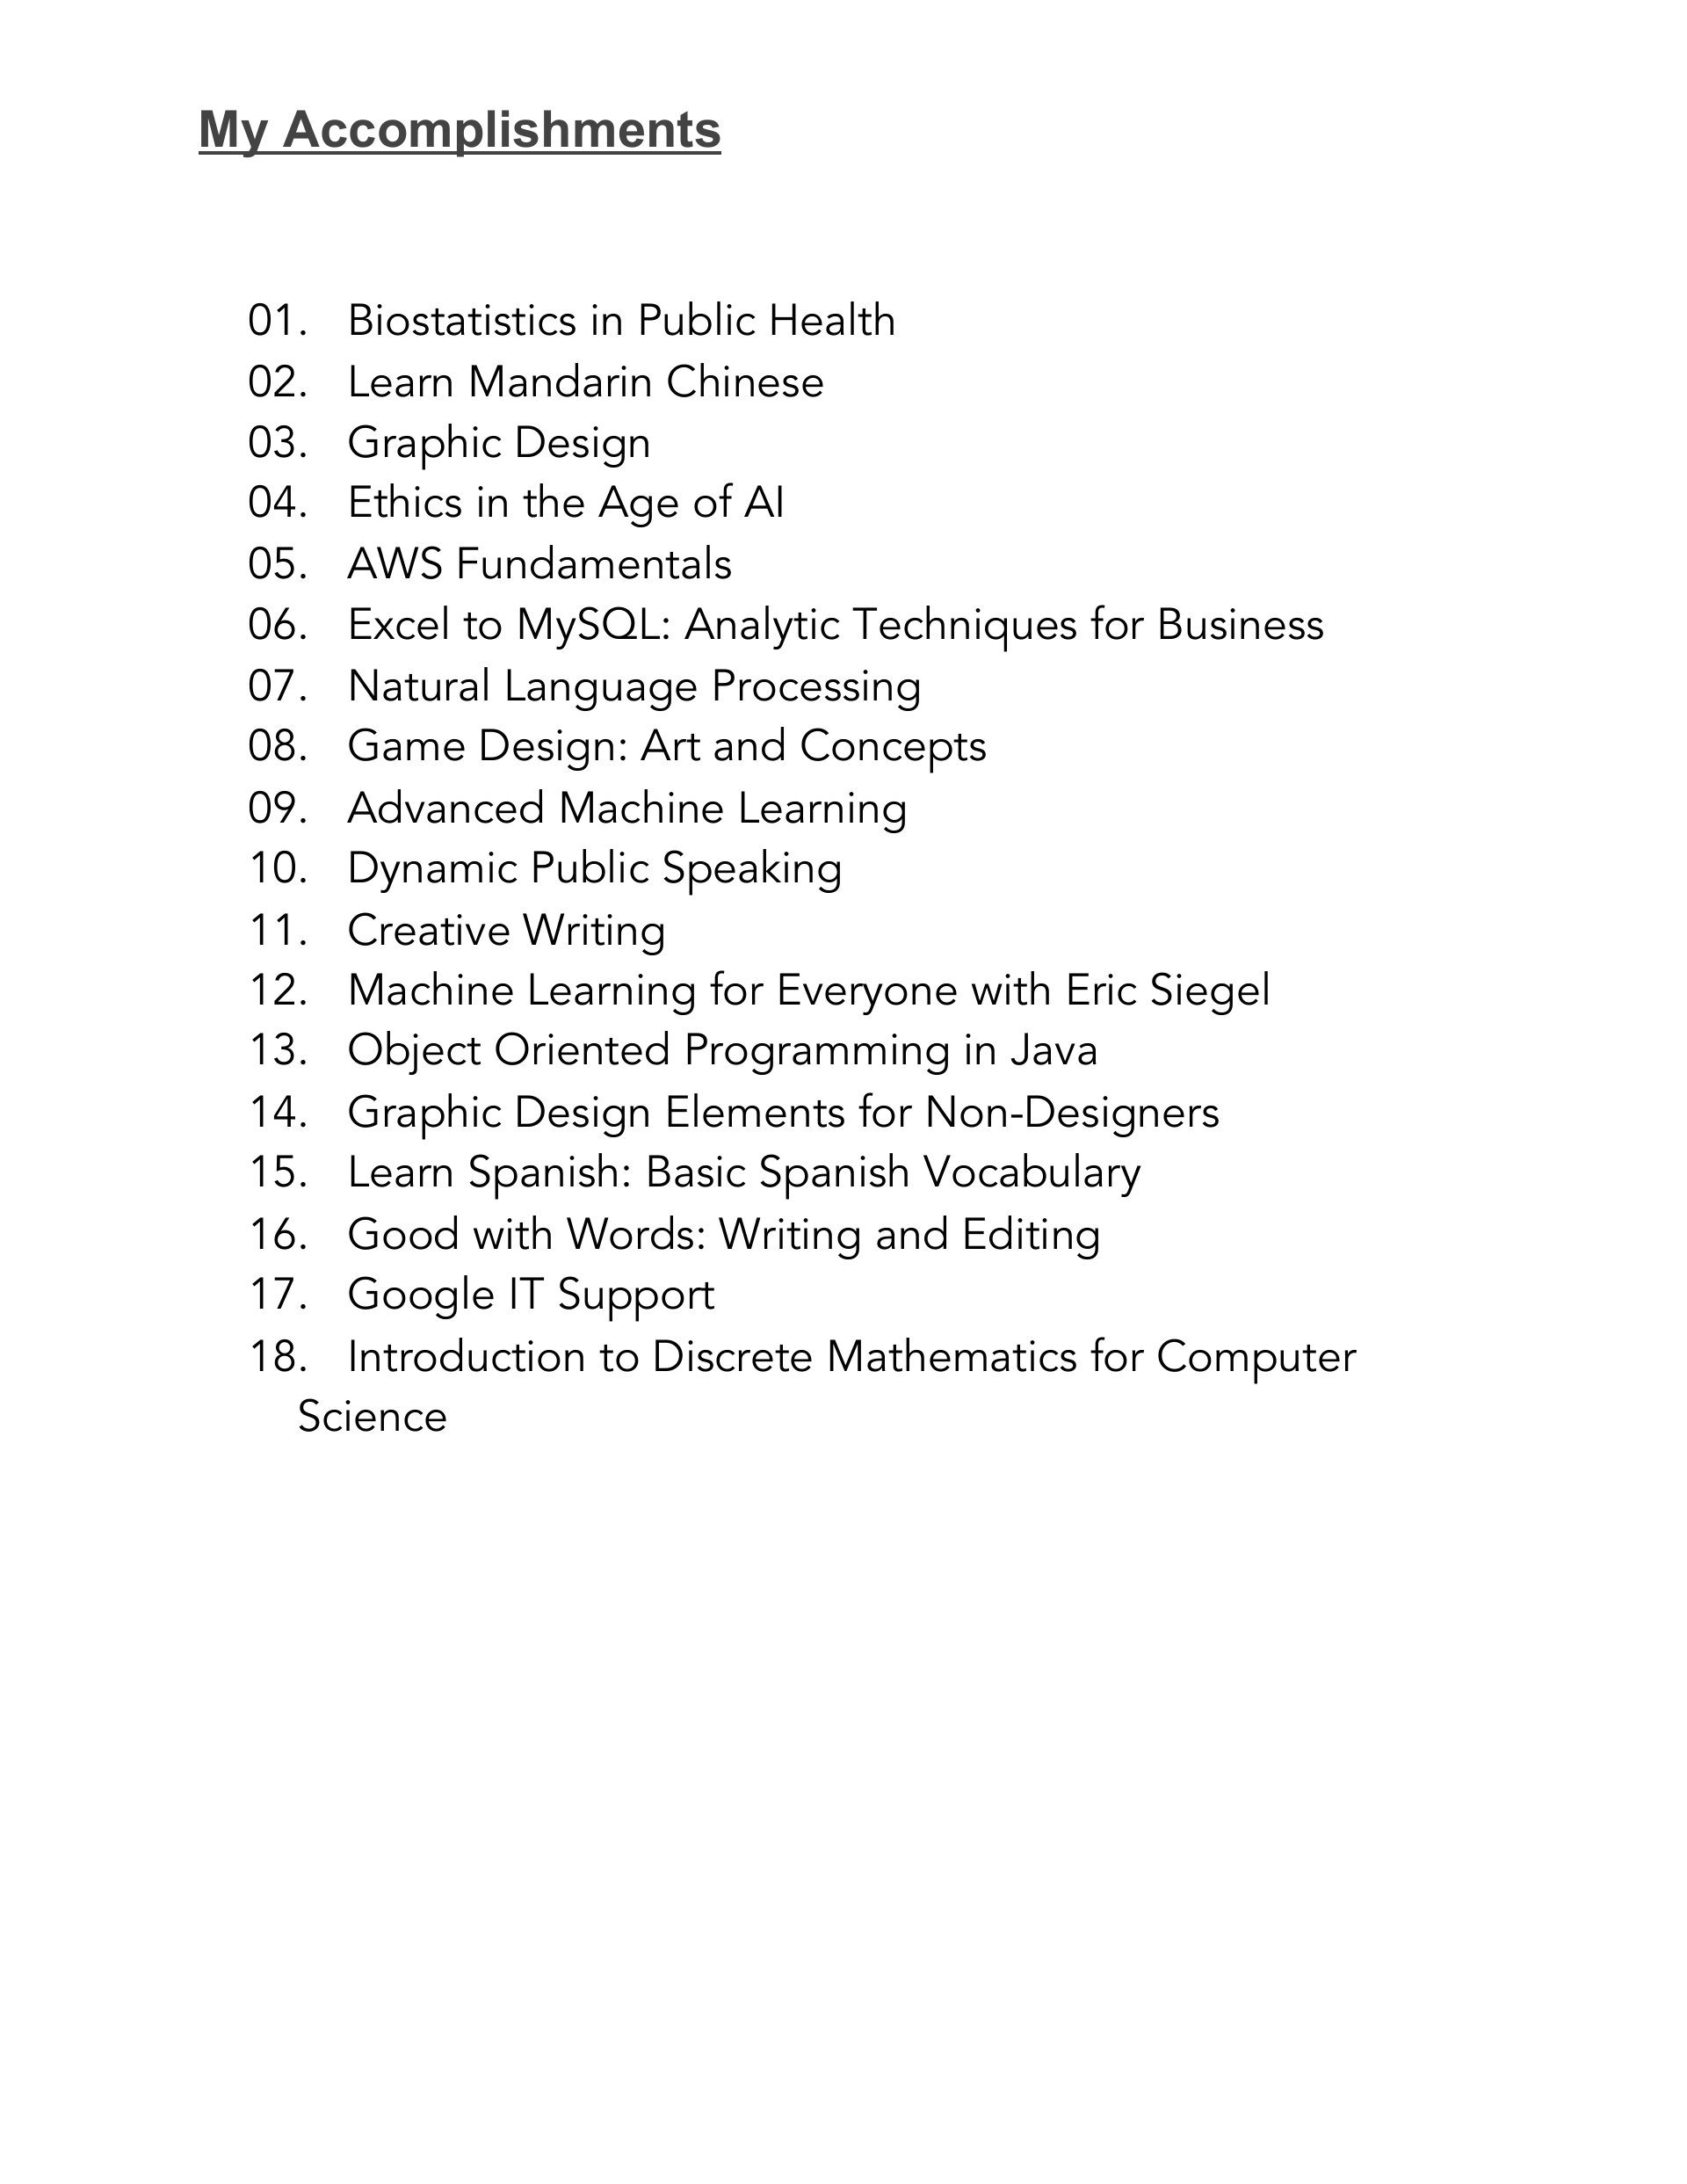 My Accomplishments
01. Biostatistics in Public Health
02. Learn Mandarin Chinese
03. Graphic Design
04. Ethics in the Age of AI
05. AWS Fundamentals
06. Excel to MySQL: Analytic Techniques for Business
07. Natural Language Processing
08. Game Design: Art and Concepts
09. Advanced Machine Learning
10. Dynamic Public Speaking
11. Creative Writing
12. Machine Learning for Everyone with Eric Siegel
13. Object Oriented Programming in Java
14. Graphic Design Elements for Non-Designers
15. Learn Spanish: Basic Spanish Vocabulary
16. Good with Words: Writing and Editing
17. Google IT Support
18. Introduction to Discrete Mathematics for Computer
Science